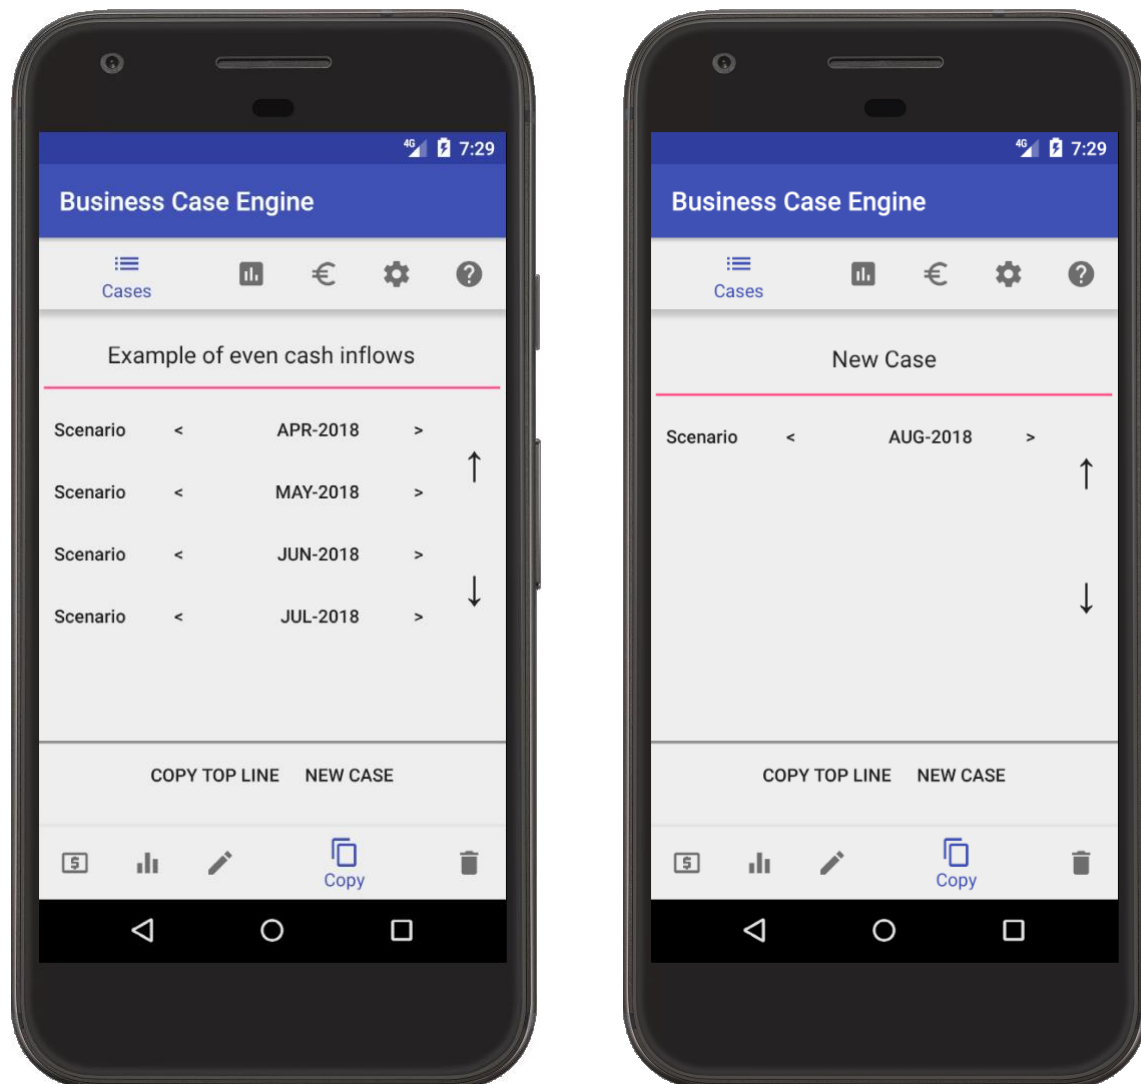 4G 7:29
Business Case Engine
Cases €
Example of even cash inflows
Scenario < APR-2018 >
↑
Scenario < MAY-2018 >
Scenario < JUN-2018 >
↓
Scenario < JUL-2018 >
COPY TOP LINE NEW CASE
Copy
4G 7:29
Business Case Engine
Cases €
New Case
Scenario < AUG-2018 >
↑
↓
COPY TOP LINE NEW CASE
Copy